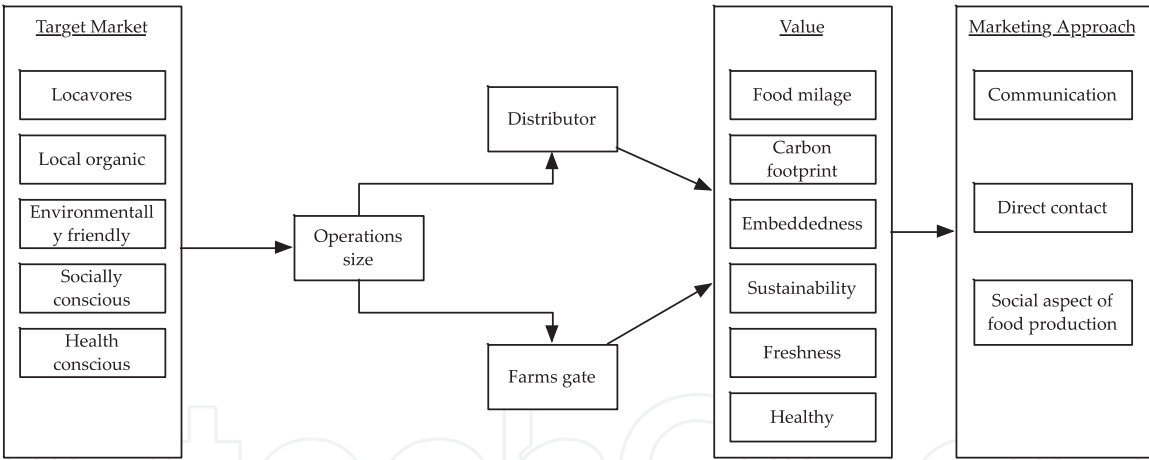 Target Market
Locavores
Local organic
Environmentall
y friendly
Socially
conscious
Health
conscious
Operations
size
Distributor
Farms gate
Value
Food milage
Carbon
footprint
Embeddedness
Sustainability
Freshness
Healthy
Marketing Approach
Communication
Direct contact
Social aspect of
food production